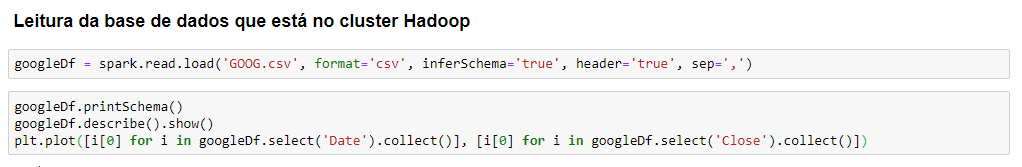 Leitura da base de dados que está no cluster Hadoop
googleDf = spark.read.load('GOOG.csv', format='csv', inferSchema='true', header='true', sep=',')
googleDf.printSchema()
googleDf.describe().show()
plt.plot([i[0] for i in googleDf.select('Date').collect()], [i[0] for i in googleDf.select('Close').collect()])